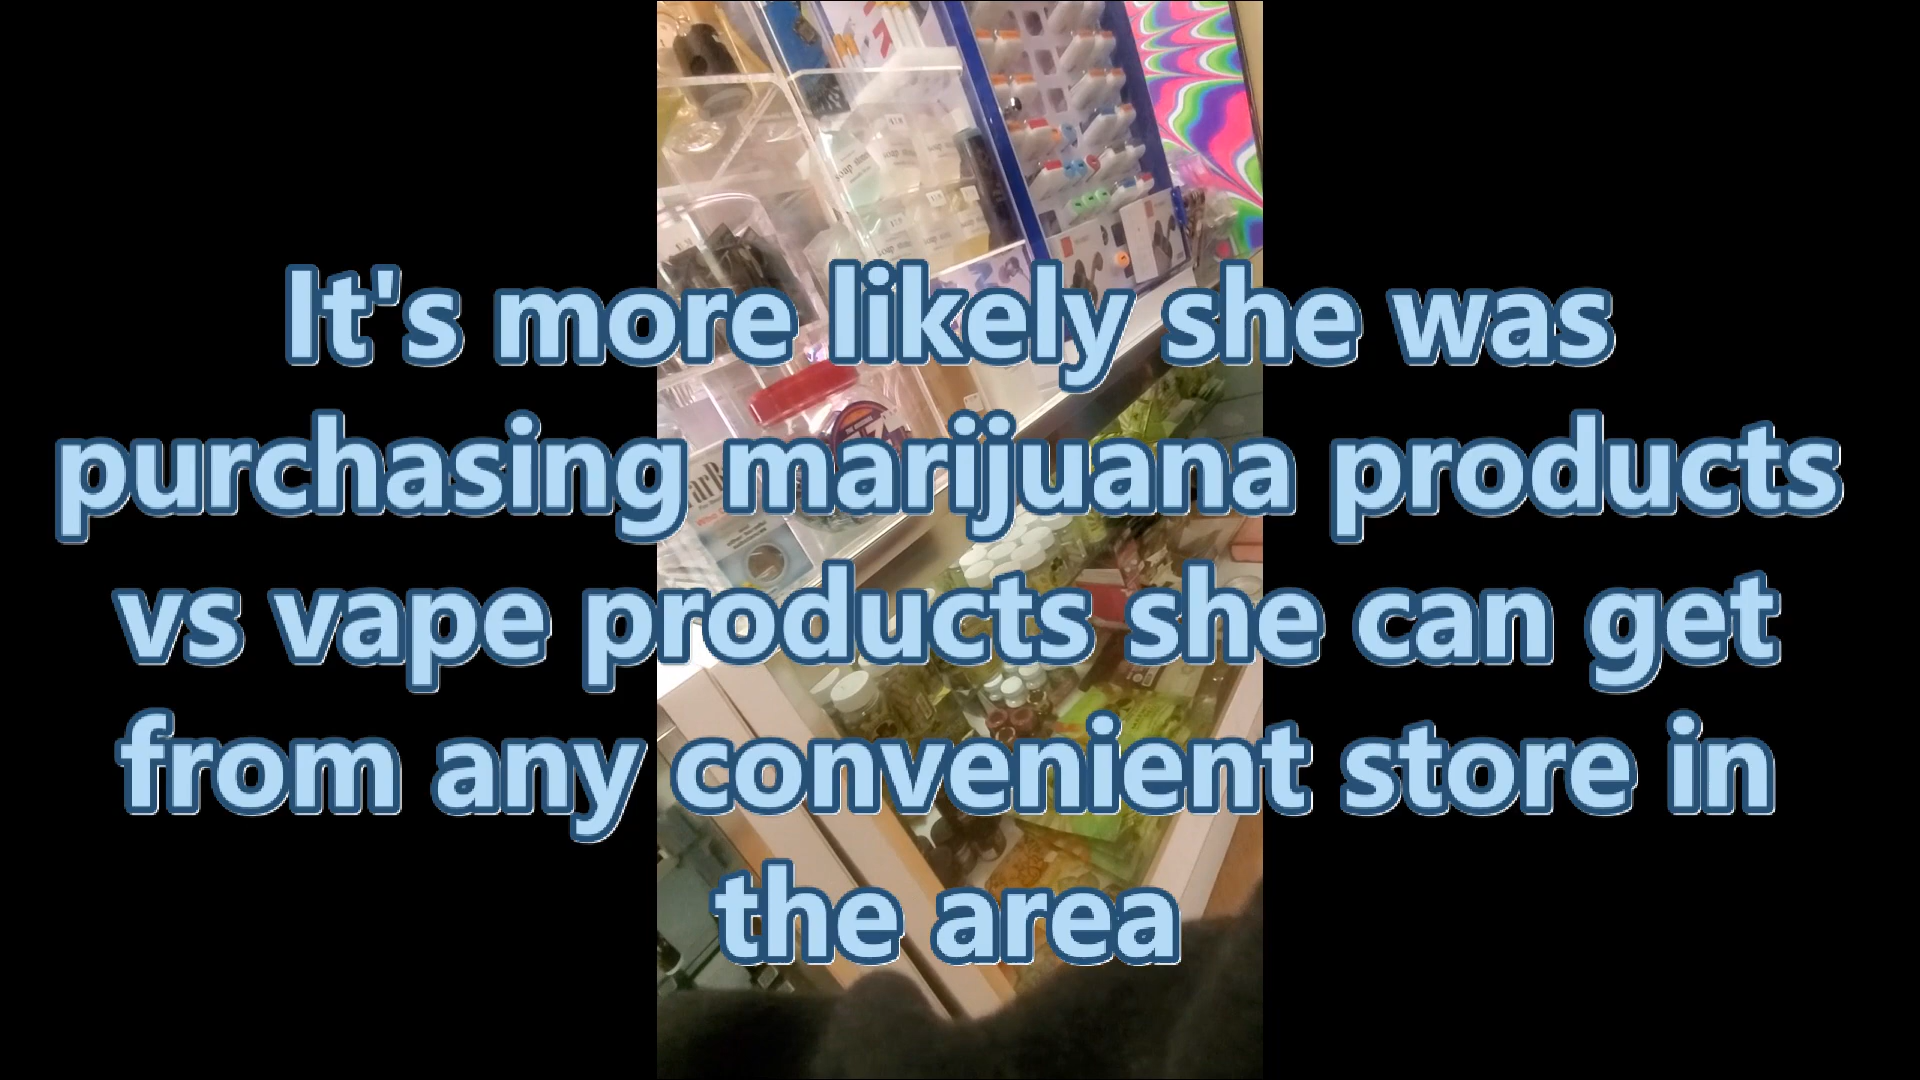 It's more likely she was
purchasing marijuana products
vs vape products she can get
from any convenient store in
the area